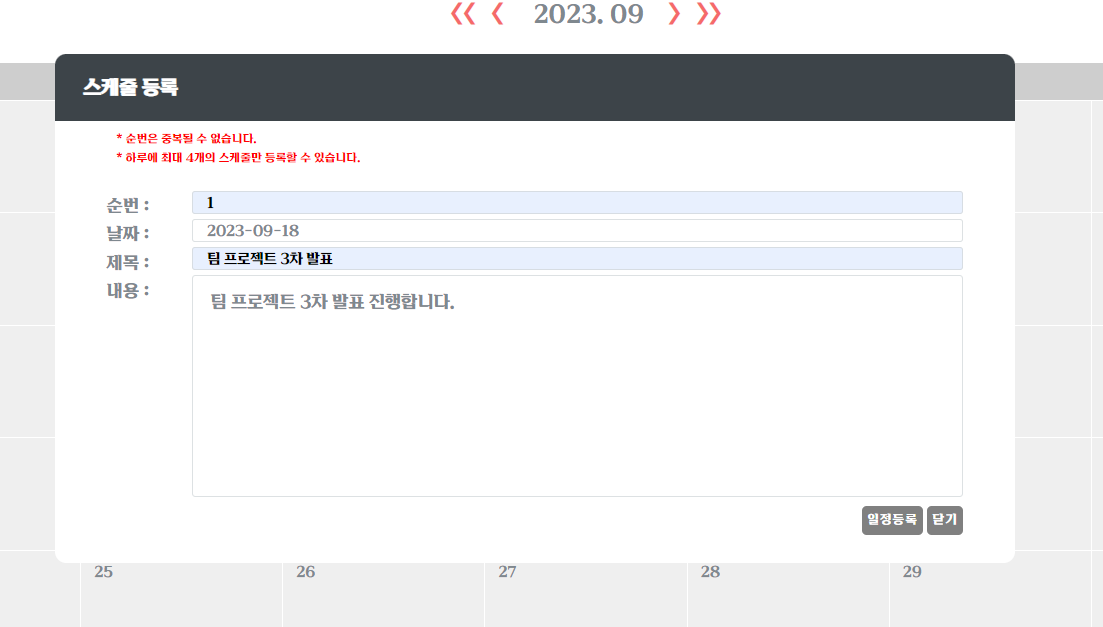 2023. 09
스케줄 등록
* 순번은 중복될 수 없습니다.
* 하루에 최대 4개의 스케줄만 등록할 수 있습니다.
순번 : 1
날짜 : 2023-09-18
제목 : 팀 프로젝트 3차 발표
내용 : 팀 프로젝트 3차 발표 진행합니다.
일정등록 닫기
25 26 27 28 29